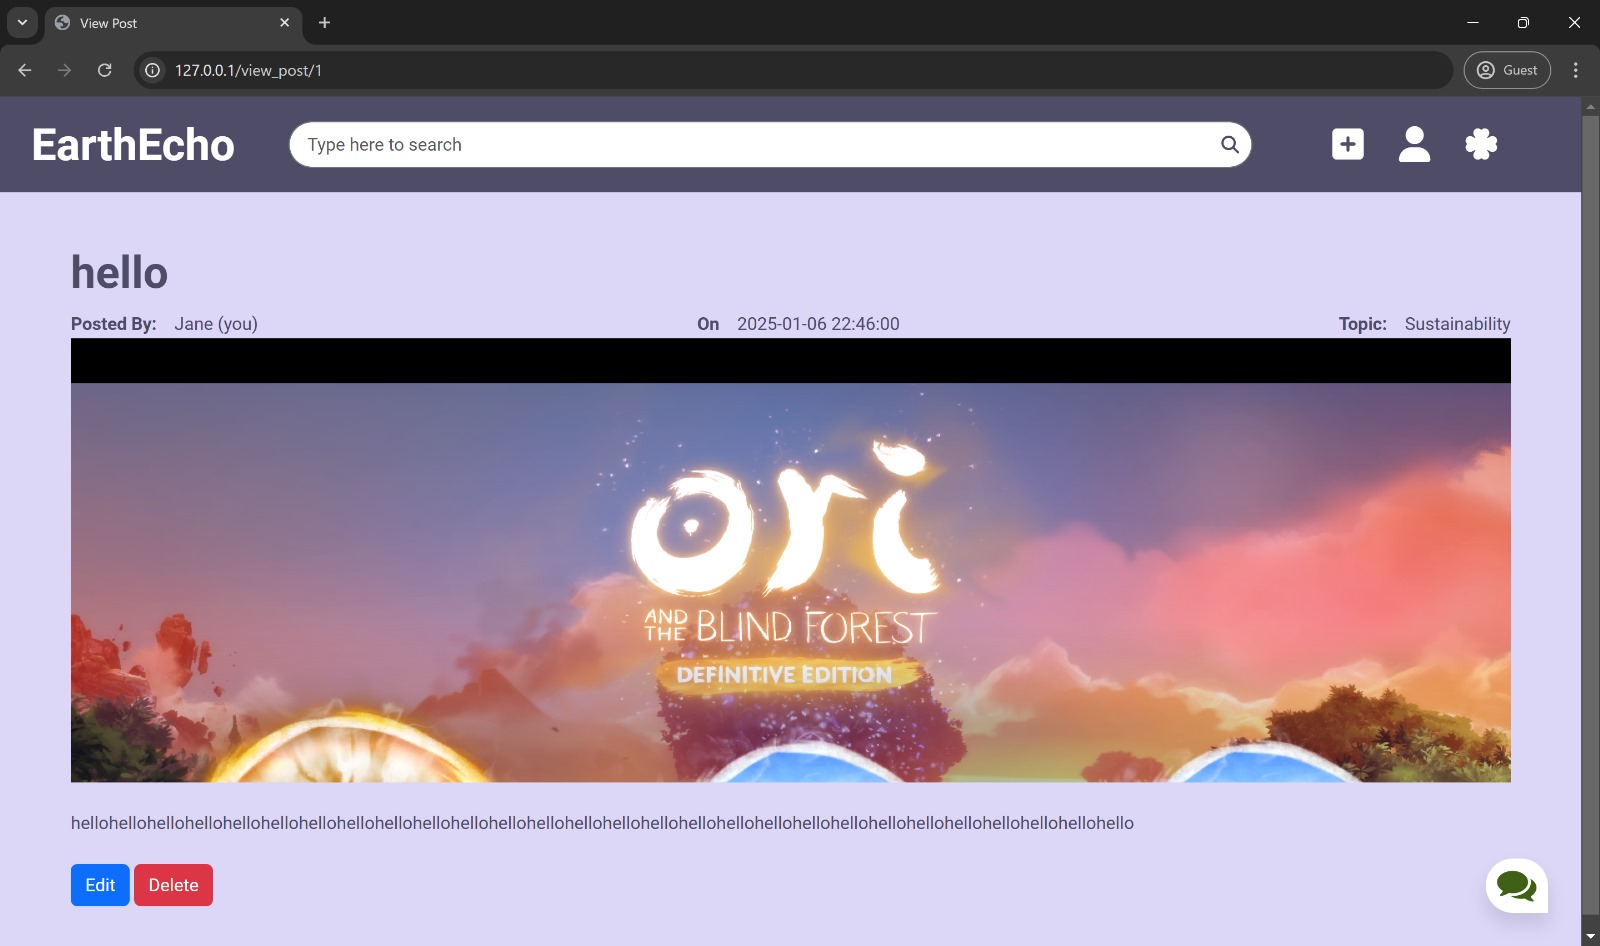 View Post
127.0.0.1/view_post/1
Guest
EarthEcho
Type here to search
hello
Posted By: Jane (you) On 2025-01-06 22:46:00 Topic: Sustainability
ori
AND THE BLIND FOREST
DEFINITIVE EDITION
hellohellohellohellohellohellohellohellohellohellohellohellohellohellohellohellohellohellohellohellohellohellohellohellohellohellohellohello
Edit Delete